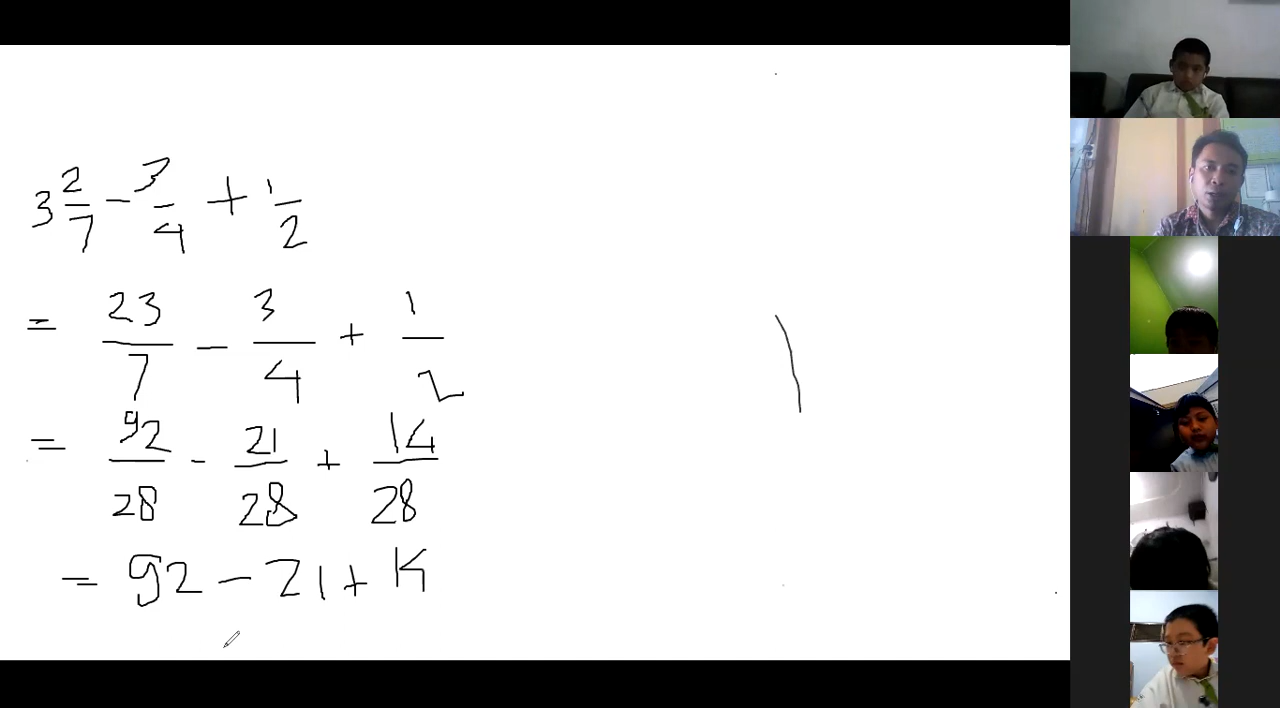 3 2/7 - 3/4 + 1/2
= 23/7 - 3/4 + 1/2
= 92/28 - 21/28 + 14/28
= 92 - 21 + 14